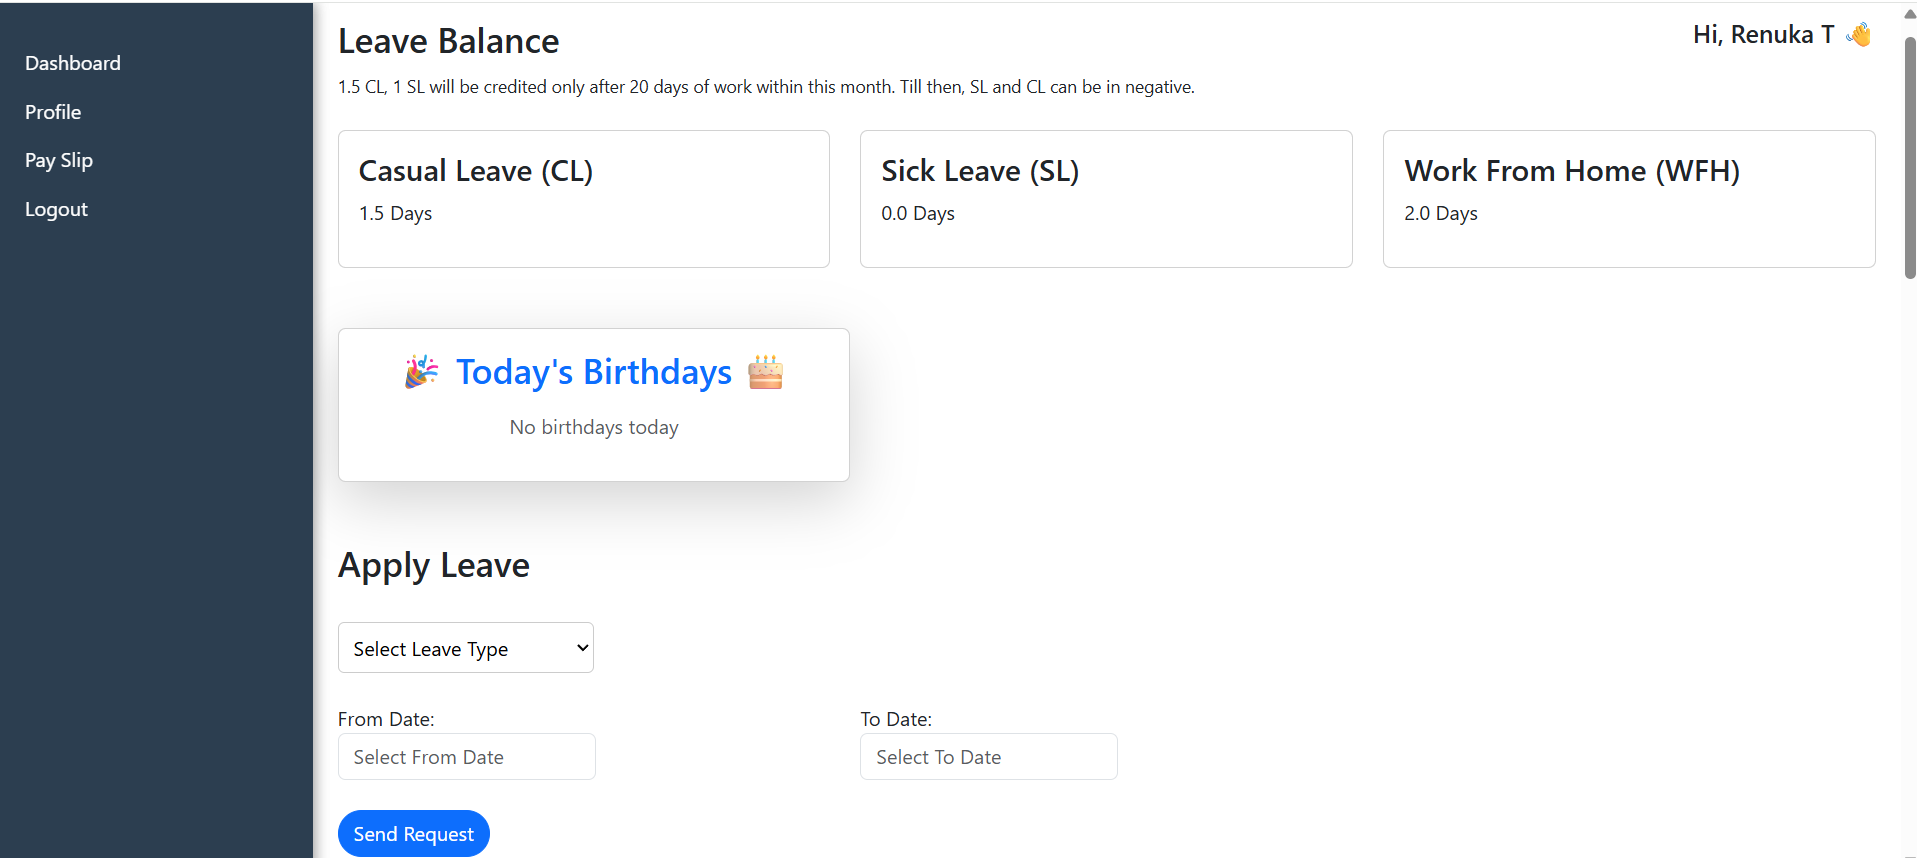 Dashboard
Profile
Pay Slip
Logout
Leave Balance
Hi, Renuka T 👋
1.5 CL, 1 SL will be credited only after 20 days of work within this month. Till then, SL and CL can be in negative.
Casual Leave (CL)
1.5 Days
Sick Leave (SL)
0.0 Days
Work From Home (WFH)
2.0 Days
🎉 Today's Birthdays 🎂
No birthdays today
Apply Leave
Select Leave Type
From Date:
Select From Date
To Date:
Select To Date
Send Request